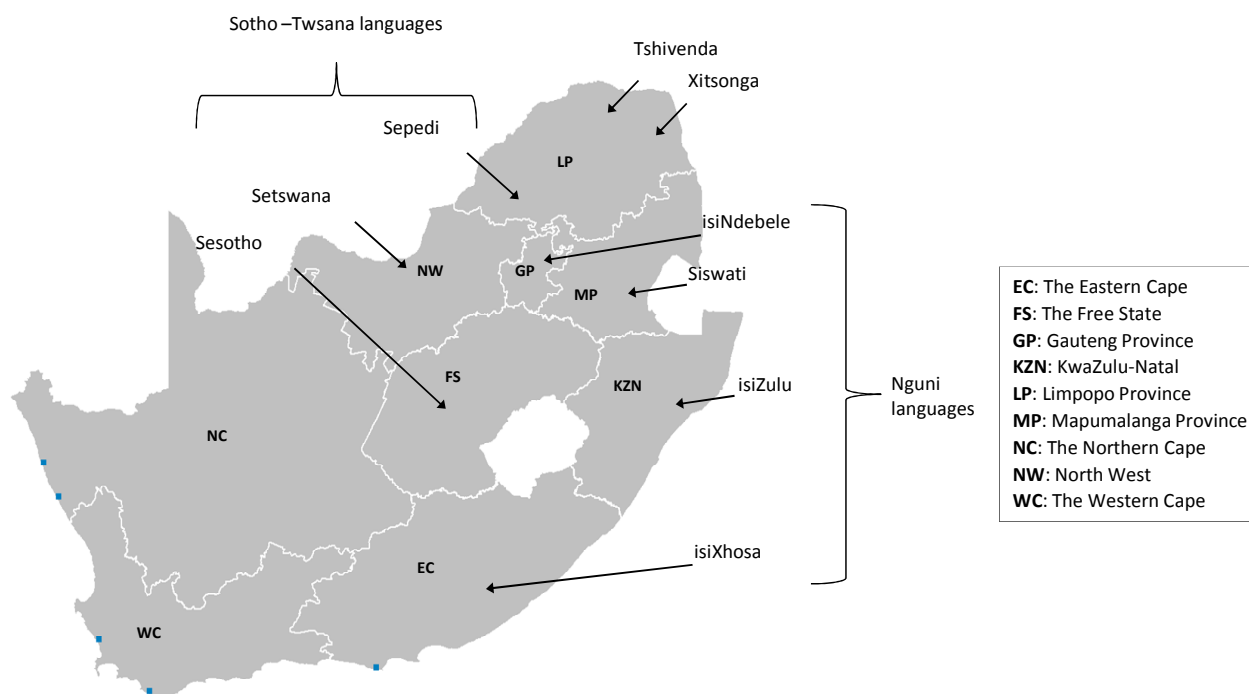 Sotho –Twsana languages
Tshivenda
Xitsonga
Sepedi
LP
Setswana
Sesotho
isiNdebele
NW
GP
Siswati
MP
EC: The Eastern Cape
FS: The Free State
GP: Gauteng Province
KZN: KwaZulu-Natal
LP: Limpopo Province
MP: Mapumalanga Province
NC: The Northern Cape
NW: North West
WC: The Western Cape
FS
KZN
isiZulu
Nguni
languages
NC
isiXhosa
EC
WC